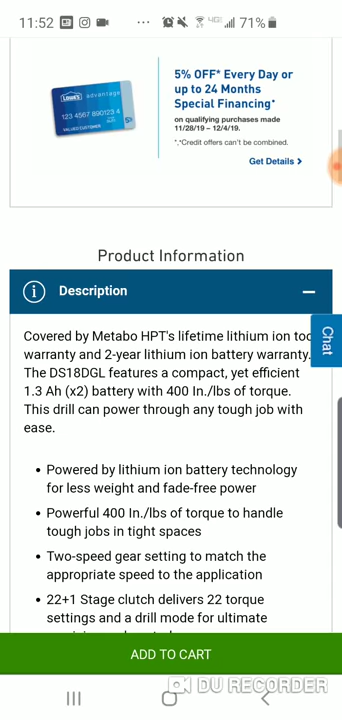 11:52 ... 4G 71%
5% OFF* Every Day or
up to 24 Months
Special Financing*
LOWE'S advantage
123 4567 890123 4
VALUED CUSTOMER 5%
on qualifying purchases made
11/28/19 – 12/4/19.
*,*Credit offers can't be combined.
Get Details
Product Information
Description
Chat
Covered by Metabo HPT's lifetime lithium ion too
warranty and 2-year lithium ion battery warranty.
The DS18DGL features a compact, yet efficient
1.3 Ah (x2) battery with 400 In./lbs of torque.
This drill can power through any tough job with
ease.
• Powered by lithium ion battery technology
for less weight and fade-free power
• Powerful 400 In./lbs of torque to handle
tough jobs in tight spaces
• Two-speed gear setting to match the
appropriate speed to the application
• 22+1 Stage clutch delivers 22 torque
settings and a drill mode for ultimate
ADD TO CART
DU RECORDER